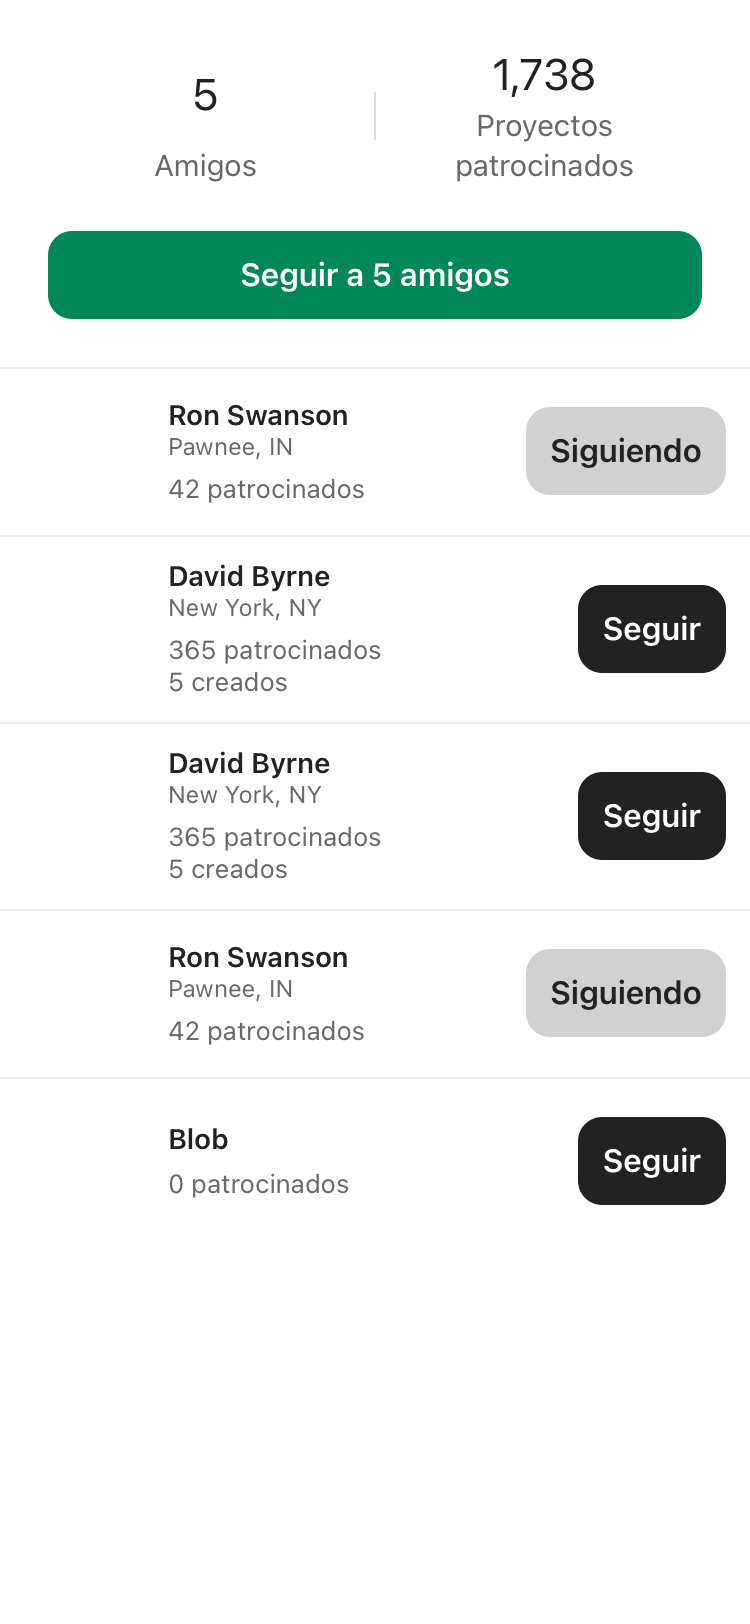 5
Amigos
1,738
Proyectos
patrocinados
Seguir a 5 amigos
Ron Swanson
Pawnee, IN
42 patrocinados
Siguiendo
David Byrne
New York, NY
365 patrocinados
5 creados
Seguir
David Byrne
New York, NY
365 patrocinados
5 creados
Seguir
Ron Swanson
Pawnee, IN
42 patrocinados
Siguiendo
Blob
0 patrocinados
Seguir